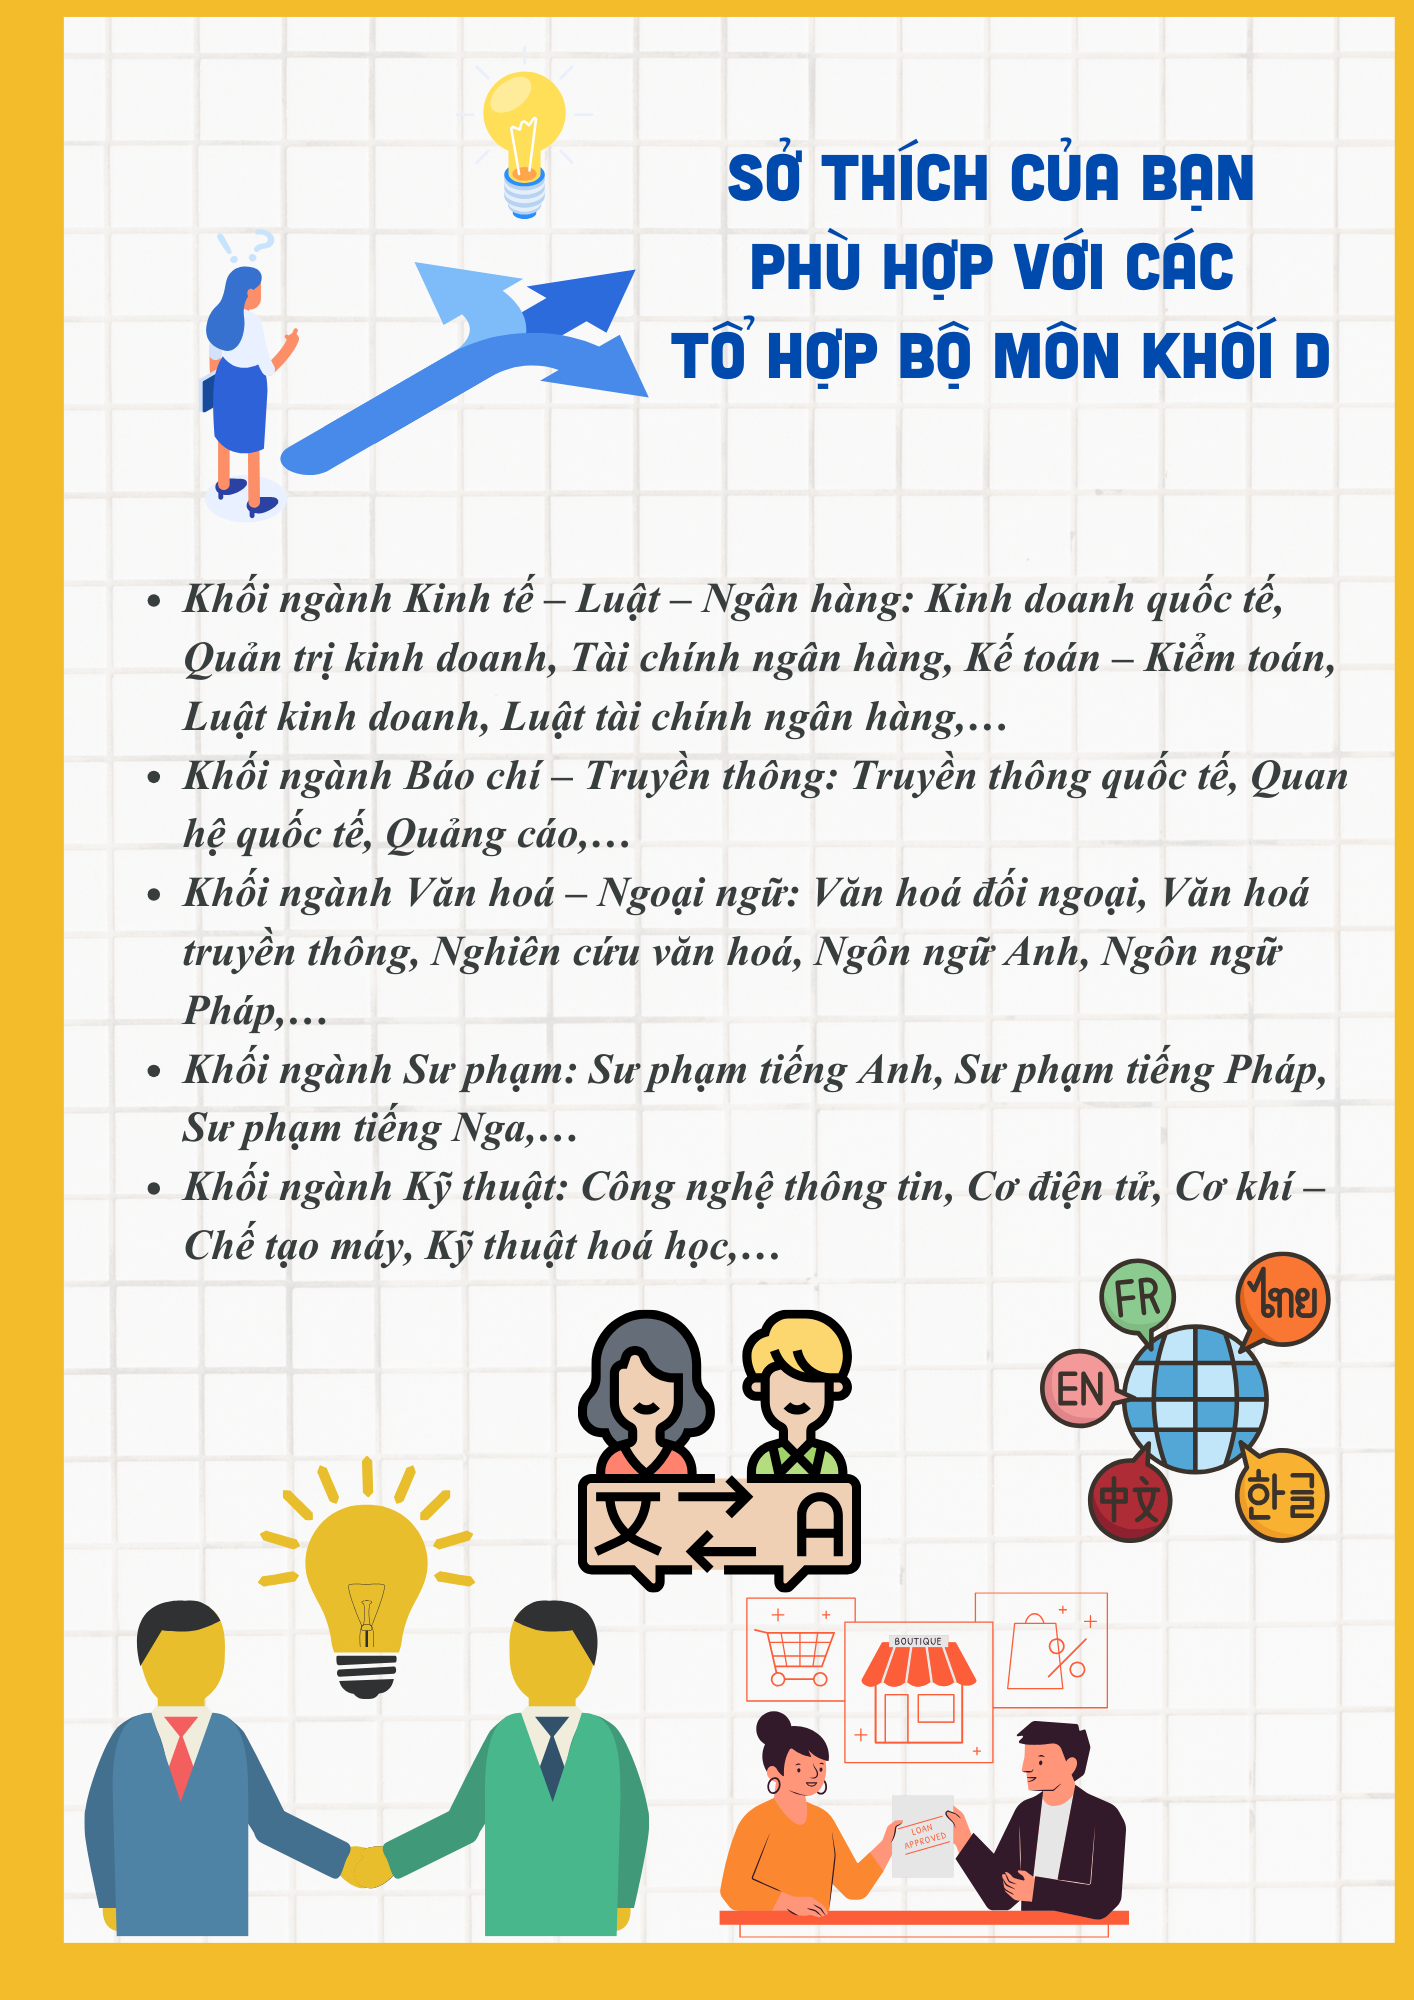 SỞ THÍCH CỦA BẠN
PHÙ HỢP VỚI CÁC
TỔ HỢP BỘ MÔN KHỐI D
• Khối ngành Kinh tế – Luật – Ngân hàng: Kinh doanh quốc tế,
Quản trị kinh doanh, Tài chính ngân hàng, Kế toán – Kiểm toán,
Luật kinh doanh, Luật tài chính ngân hàng,…
• Khối ngành Báo chí – Truyền thông: Truyền thông quốc tế, Quan
hệ quốc tế, Quảng cáo,…
• Khối ngành Văn hoá – Ngoại ngữ: Văn hoá đối ngoại, Văn hoá
truyền thông, Nghiên cứu văn hoá, Ngôn ngữ Anh, Ngôn ngữ
Pháp,…
• Khối ngành Sư phạm: Sư phạm tiếng Anh, Sư phạm tiếng Pháp,
Sư phạm tiếng Nga,…
• Khối ngành Kỹ thuật: Công nghệ thông tin, Cơ điện tử, Cơ khí –
Chế tạo máy, Kỹ thuật hoá học,…
FR
ไทย
EN
中文
한글
文 A
BOUTIQUE
LOAN
APPROVED